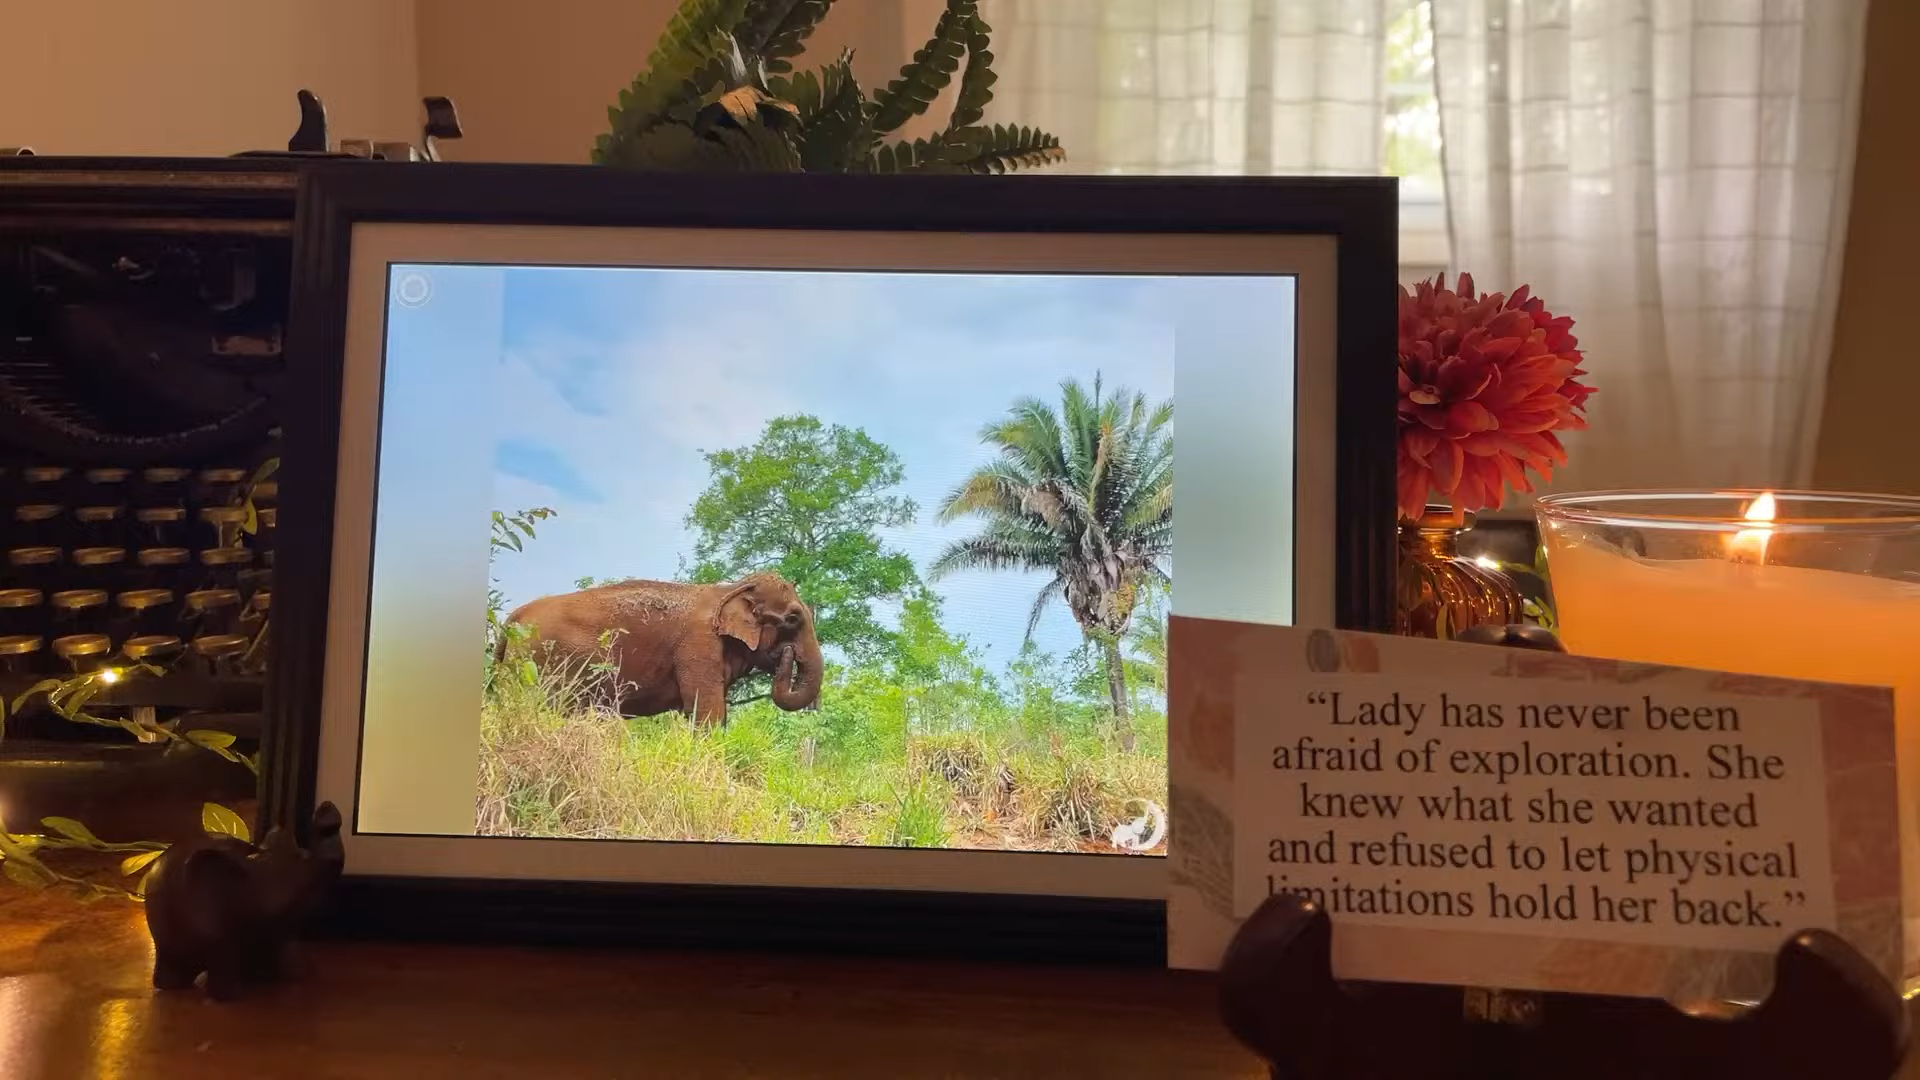 “Lady has never been
afraid of exploration. She
knew what she wanted
and refused to let physical
limitations hold her back.”